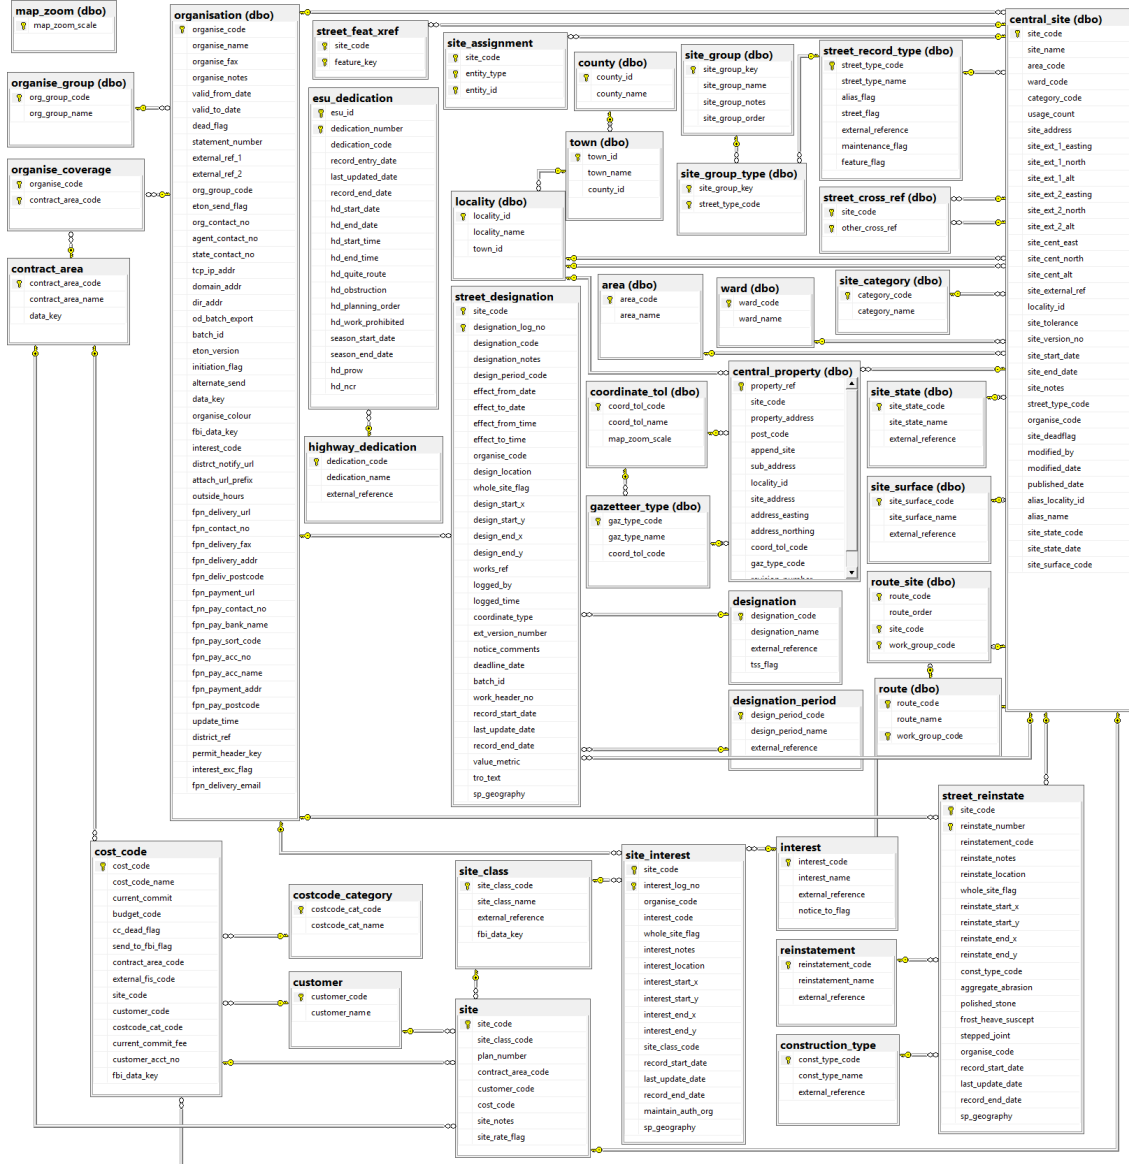 map_zoom (dbo)
map_zoom_scale
organise_group (dbo)
org_group_code
org_group_name
organise_coverage
organise_code
contract_area_code
contract_area
contract_area_code
contract_area_name
data_key
organisation (dbo)
organise_code
organise_name
organise_fax
organise_notes
valid_from_date
valid_to_date
dead_flag
statement_number
external_ref_1
external_ref_2
org_group_code
eton_send_flag
org_contact_no
agent_contact_no
state_contact_no
tcp_ip_addr
domain_addr
dir_addr
od_batch_export
batch_id
eton_version
initiation_flag
alternate_send
data_key
organise_colour
fbi_data_key
interest_code
distrct_notify_url
attach_url_prefix
outside_hours
fpn_delivery_url
fpn_contact_no
fpn_delivery_fax
fpn_delivery_addr
fpn_deliv_postcode
fpn_payment_url
fpn_pay_contact_no
fpn_pay_bank_name
fpn_pay_sort_code
fpn_pay_acc_no
fpn_pay_acc_name
fpn_payment_addr
fpn_pay_postcode
update_time
district_ref
permit_header_key
interest_exc_flag
fpn_delivery_email
street_feat_xref
site_code
feature_key
esu_dedication
esu_id
dedication_number
dedication_code
record_entry_date
last_updated_date
record_end_date
hd_start_date
hd_end_date
hd_start_time
hd_end_time
hd_quite_route
hd_obstruction
hd_planning_order
hd_work_prohibited
season_start_date
season_end_date
hd_prow
hd_ncr
highway_dedication
dedication_code
dedication_name
external_reference
site_assignment
site_code
entity_type
entity_id
county (dbo)
county_id
county_name
town (dbo)
town_id
town_name
county_id
locality (dbo)
locality_id
locality_name
town_id
site_group (dbo)
site_group_key
site_group_name
site_group_notes
site_group_order
site_group_type (dbo)
site_group_key
street_type_code
street_record_type (dbo)
street_type_code
street_type_name
alias_flag
street_flag
external_reference
maintenance_flag
feature_flag
street_cross_ref (dbo)
site_code
other_cross_ref
street_designation
site_code
designation_log_no
designation_code
designation_notes
design_period_code
effect_from_date
effect_to_date
effect_from_time
effect_to_time
organise_code
design_location
whole_site_flag
design_start_x
design_start_y
design_end_x
design_end_y
works_ref
logged_by
logged_time
coordinate_type
ext_version_number
notice_comments
deadline_date
batch_id
work_header_no
record_start_date
last_update_date
record_end_date
value_metric
tro_text
sp_geography
area (dbo)
area_code
area_name
ward (dbo)
ward_code
ward_name
site_category (dbo)
category_code
category_name
coordinate_tol (dbo)
coord_tol_code
coord_tol_name
map_zoom_scale
gazetteer_type (dbo)
gaz_type_code
gaz_type_name
coord_tol_code
central_property (dbo)
property_ref
site_code
property_address
post_code
append_site
sub_address
locality_id
site_address
address_easting
address_northing
coord_tol_code
gaz_type_code
revision_number
site_state (dbo)
site_state_code
site_state_name
external_reference
site_surface (dbo)
site_surface_code
site_surface_name
external_reference
route_site (dbo)
route_code
route_order
site_code
work_group_code
route (dbo)
route_code
route_name
work_group_code
designation
designation_code
designation_name
external_reference
tss_flag
designation_period
design_period_code
design_period_name
external_reference
central_site (dbo)
site_code
site_name
area_code
ward_code
category_code
usage_count
site_address
site_ext_1_easting
site_ext_1_north
site_ext_1_alt
site_ext_2_easting
site_ext_2_north
site_ext_2_alt
site_cent_east
site_cent_north
site_cent_alt
site_external_ref
locality_id
site_tolerance
site_version_no
site_start_date
site_end_date
site_notes
street_type_code
organise_code
site_deadflag
modified_by
modified_date
published_date
alias_locality_id
alias_name
site_state_code
site_state_date
site_surface_code
cost_code
cost_code
cost_code_name
current_commit
budget_code
cc_dead_flag
send_to_fbi_flag
contract_area_code
external_fis_code
site_code
customer_code
costcode_cat_code
current_commit_fee
customer_acct_no
fbi_data_key
costcode_category
costcode_cat_code
costcode_cat_name
customer
customer_code
customer_name
site_class
site_class_code
site_class_name
external_reference
fbi_data_key
site
site_code
site_class_code
plan_number
contract_area_code
customer_code
cost_code
site_notes
site_rate_flag
site_interest
site_code
interest_log_no
organise_code
interest_code
whole_site_flag
interest_notes
interest_location
interest_start_x
interest_start_y
interest_end_x
interest_end_y
site_class_code
record_start_date
last_update_date
record_end_date
maintain_auth_org
sp_geography
interest
interest_code
interest_name
external_reference
notice_to_flag
reinstatement
reinstatement_code
reinstatement_name
external_reference
construction_type
const_type_code
const_type_name
external_reference
street_reinstate
site_code
reinstate_number
reinstatement_code
reinstate_notes
reinstate_location
whole_site_flag
reinstate_start_x
reinstate_start_y
reinstate_end_x
reinstate_end_y
const_type_code
aggregate_abrasion
polished_stone
frost_heave_suscept
stepped_joint
organise_code
record_start_date
last_update_date
record_end_date
sp_geography